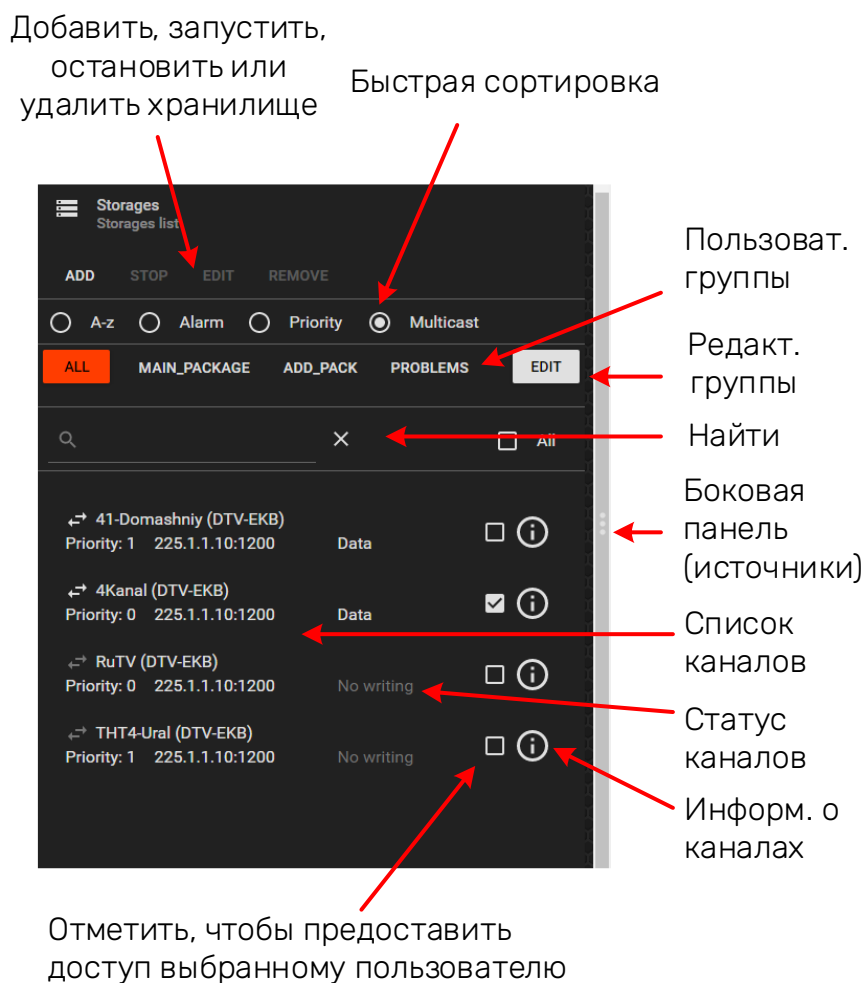 Добавить, запустить,
остановить или
удалить хранилище
Быстрая сортировка
Storages
Storages list
ADD STOP EDIT REMOVE
A-z Alarm Priority Multicast
ALL MAIN_PACKAGE ADD_PACK PROBLEMS EDIT
All
41-Domashniy (DTV-EKB)
Priority: 1 225.1.1.10:1200 Data
4Kanal (DTV-EKB)
Priority: 0 225.1.1.10:1200 Data
RuTV (DTV-EKB)
Priority: 0 225.1.1.10:1200 No writing
THT4-Ural (DTV-EKB)
Priority: 1 225.1.1.10:1200 No writing
Пользоват.
группы
Редакт.
группы
Найти
Боковая
панель
(источники)
Список
каналов
Статус
каналов
Информ. о
каналах
Отметить, чтобы предоставить
доступ выбранному пользователю